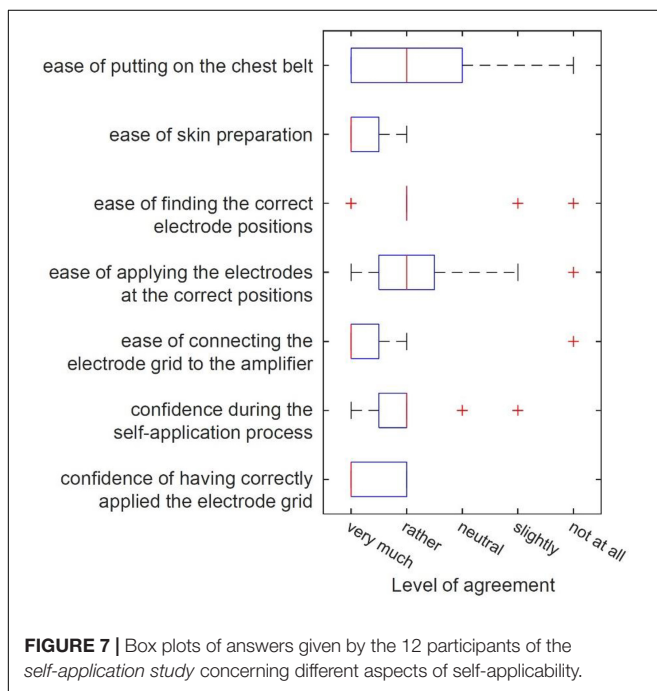 ease of putting on the chest belt
ease of skin preparation
ease of finding the correct
electrode positions
ease of applying the electrodes
at the correct positions
ease of connecting the
electrode grid to the amplifier
confidence during the
self-application process
confidence of having correctly
applied the electrode grid
very much
rather
neutral
slightly
not at all
Level of agreement
FIGURE 7 | Box plots of answers given by the 12 participants of the
self-application study concerning different aspects of self-applicability.